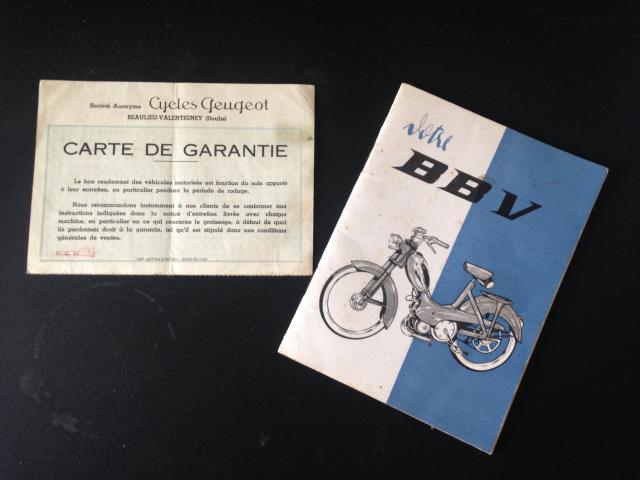 Société Anonyme Cycles Peugeot
BEAULIEU-VALENTIGNEY (Doubs)
CARTE DE GARANTIE
Le bon rendement des véhicules motorisés est fonction du soin apporté
à leur entretien, en particulier pendant la période de rodage.
Nous recommandons instamment à nos clients de se conformer aux
instructions indiquées dans la notice d'entretien livrée avec chaque
machine, en particulier en ce qui concerne le graissage, à défaut de quoi
ils perdraient droit à la garantie, tel qu'il est stipulé dans nos conditions
générales de ventes.
Votre
BBV